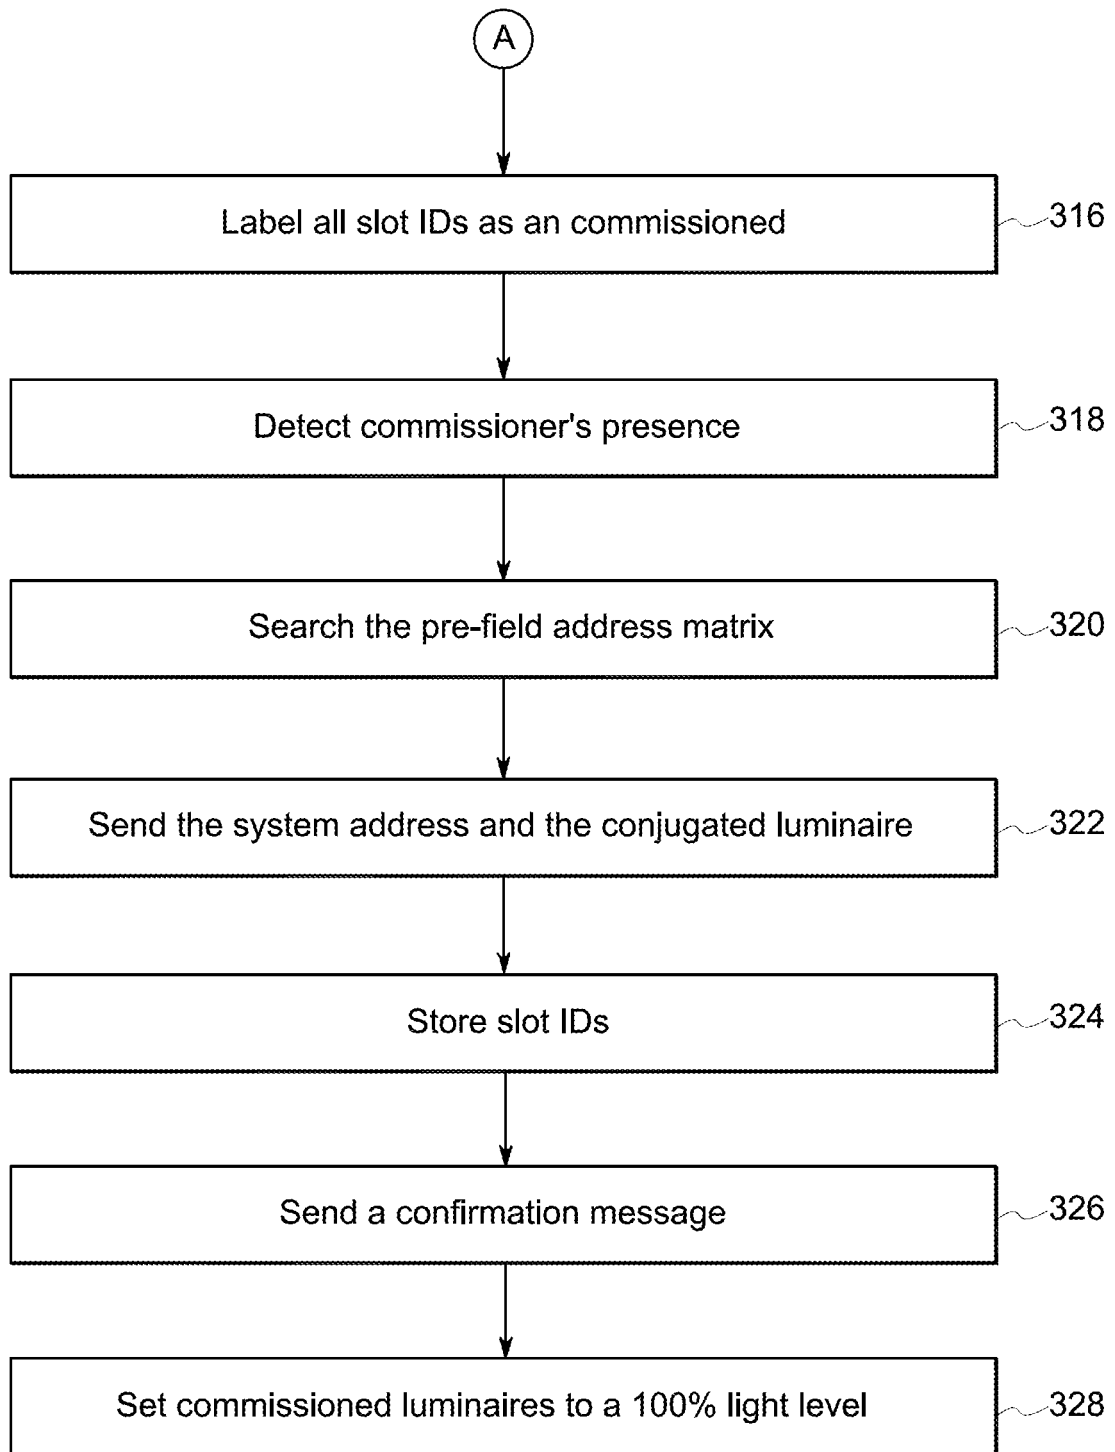 A
Label all slot IDs as an commissioned
316
Detect commissioner's presence
318
Search the pre-field address matrix
320
Send the system address and the conjugated luminaire
322
Store slot IDs
324
Send a confirmation message
326
Set commissioned luminaires to a 100% light level
328